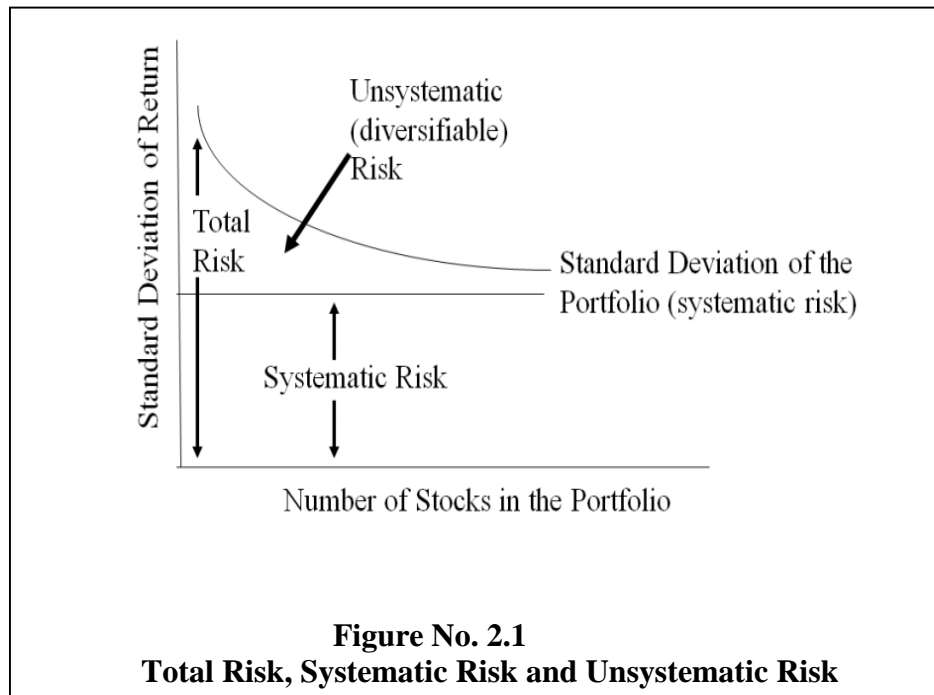 Standard Deviation of Return
Unsystematic
(diversifiable)
Risk
Total
Risk
Standard Deviation of the
Portfolio (systematic risk)
Systematic Risk
Number of Stocks in the Portfolio
Figure No. 2.1
Total Risk, Systematic Risk and Unsystematic Risk